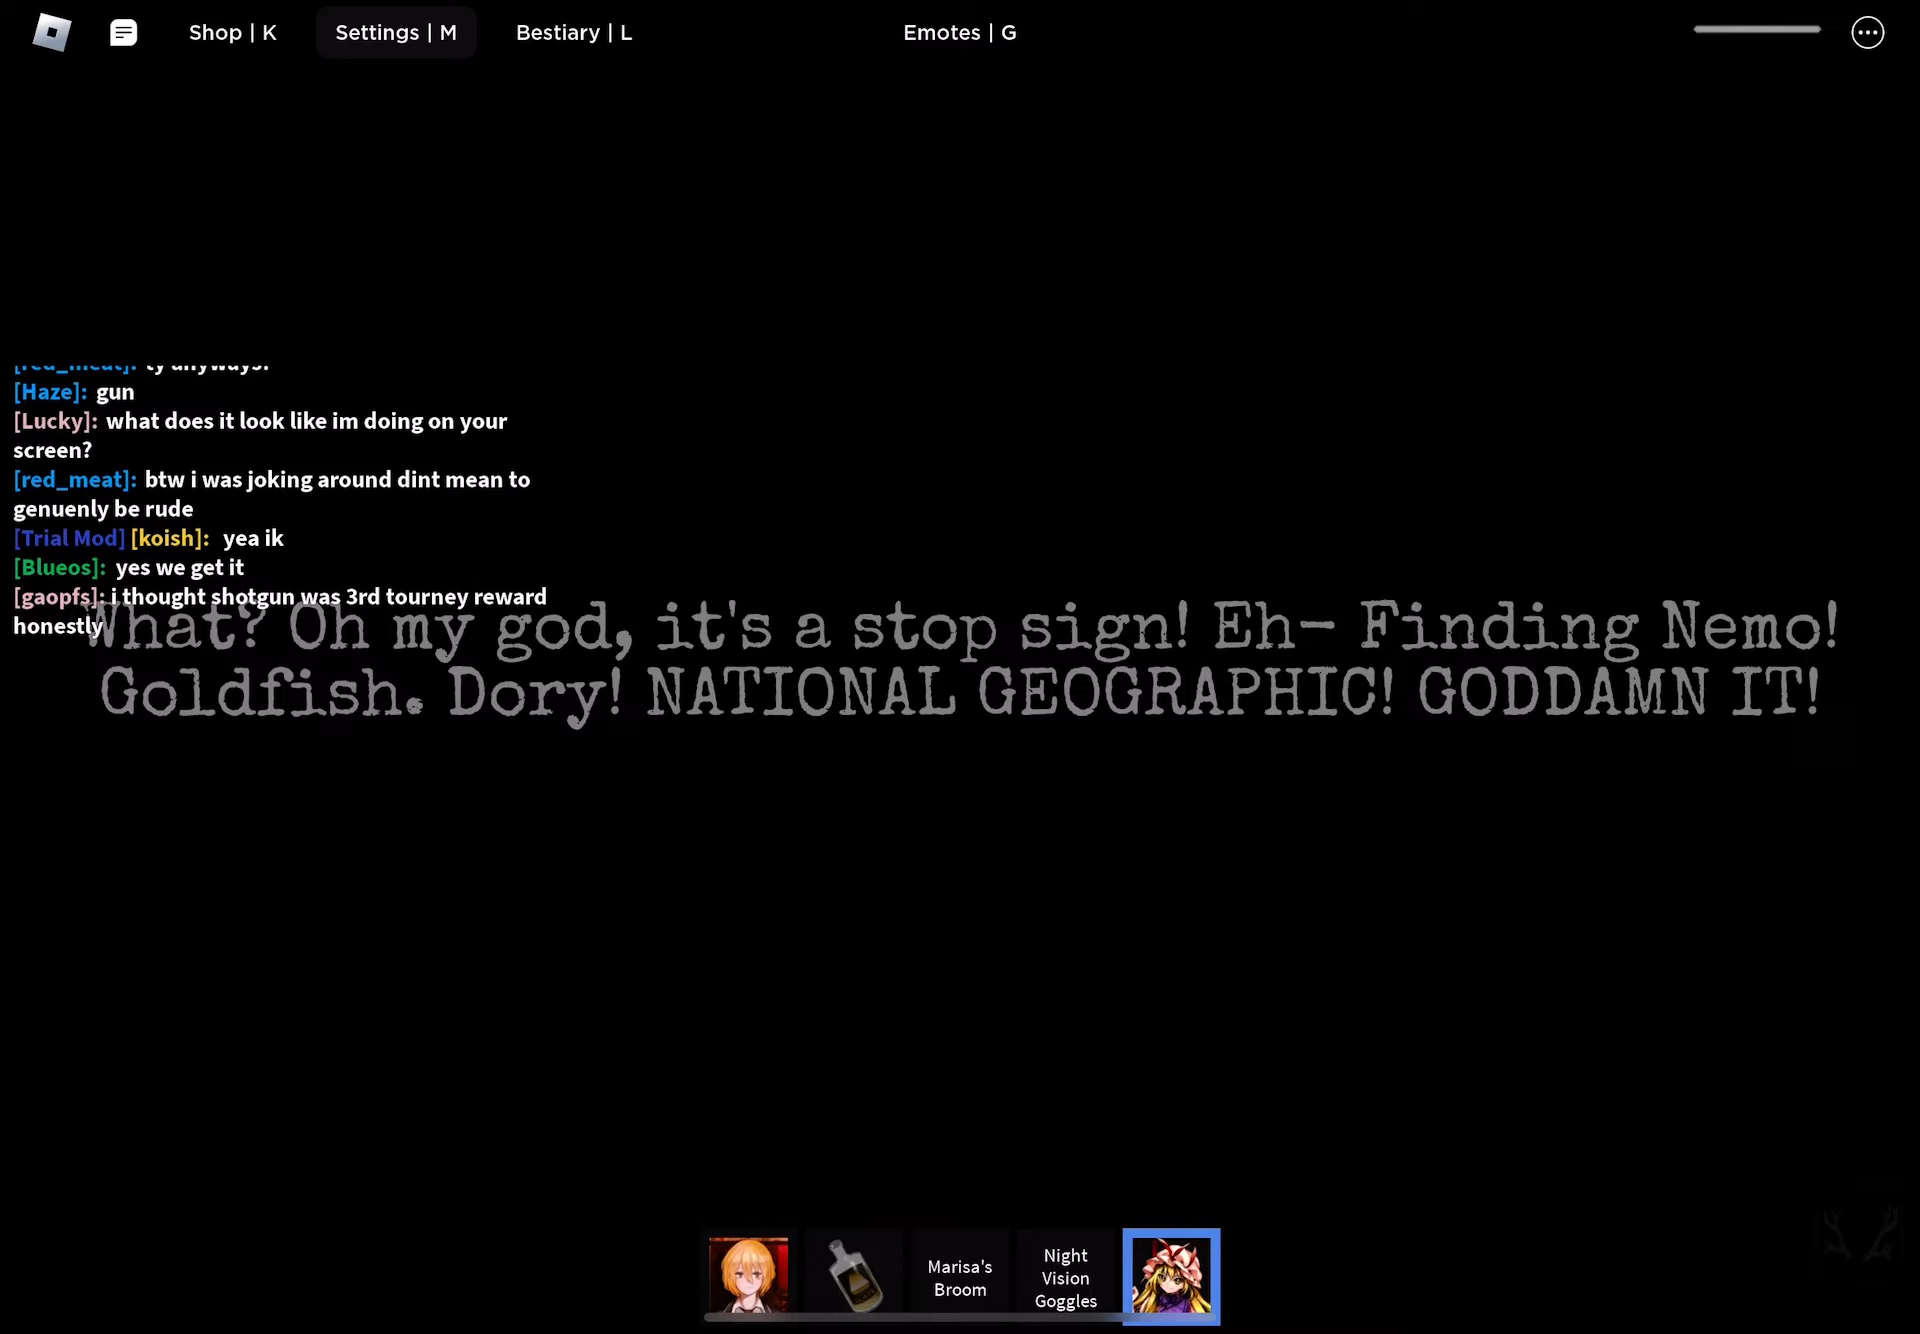 Shop | K
Settings | M
Bestiary | L
Emotes | G
[red_meat]: ty anyways.
[Haze]: gun
[Lucky]: what does it look like im doing on your
screen?
[red_meat]: btw i was joking around dint mean to
genuenly be rude
[Trial Mod] [koish]: yea ik
[Blueos]: yes we get it
[gaopfs]: i thought shotgun was 3rd tourney reward
honestly
What? Oh my god, it's a stop sign! Eh— Finding Nemo!
Goldfish. Dory! NATIONAL GEOGRAPHIC! GODDAMN IT!
Marisa's
Broom
Night
Vision
Goggles